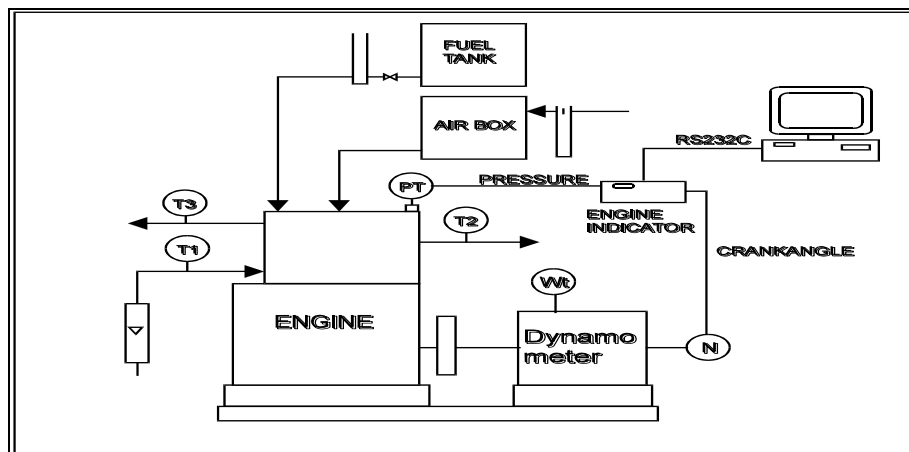 FUEL
TANK
AIR BOX
RS232C
PT
PRESSURE
T3
T2
ENGINE
INDICATOR
T1
CRANKANGLE
Wt
ENGINE
Dynamo
meter
N